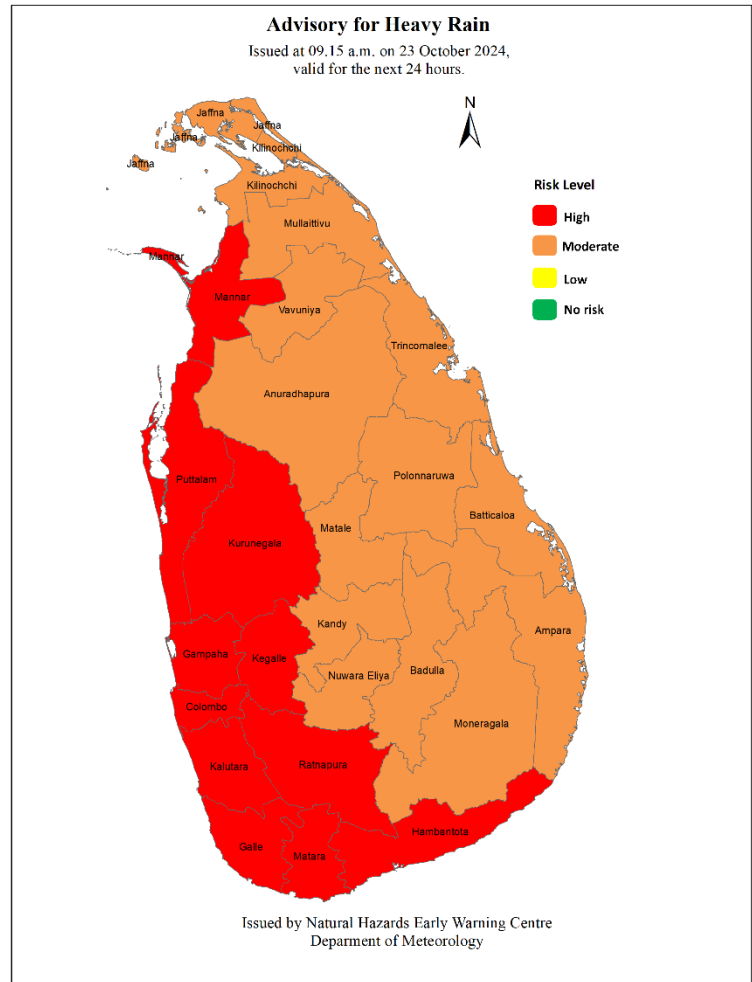 Advisory for Heavy Rain
Issued at 09.15 a.m. on 23 October 2024,
valid for the next 24 hours.
N
Jaffna
Jaffna
Jaffna
Kilinochchi
Jaffna
Kilinochchi
Risk Level
High
Moderate
Low
No risk
Mullaittivu
Mannar
Mannar
Vavuniya
Trincomalee
Anuradhapura
Polonnaruwa
Puttalam
Batticaloa
Matale
Kurunegala
Kandy
Ampara
Gampaha
Kegalle
Nuwara Eliya
Badulla
Colombo
Moneragala
Kalutara
Ratnapura
Hambantota
Galle
Matara
Issued by Natural Hazards Early Warning Centre
Deparment of Meteorology